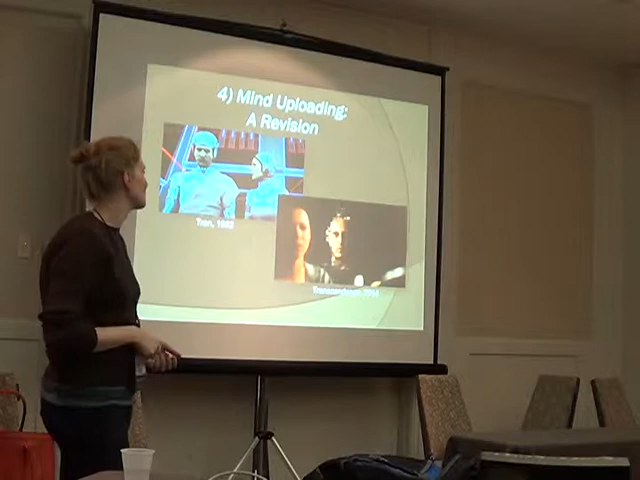 4) Mind Uploading:
A Revision
Tron, 1982
Transcendence, 2014